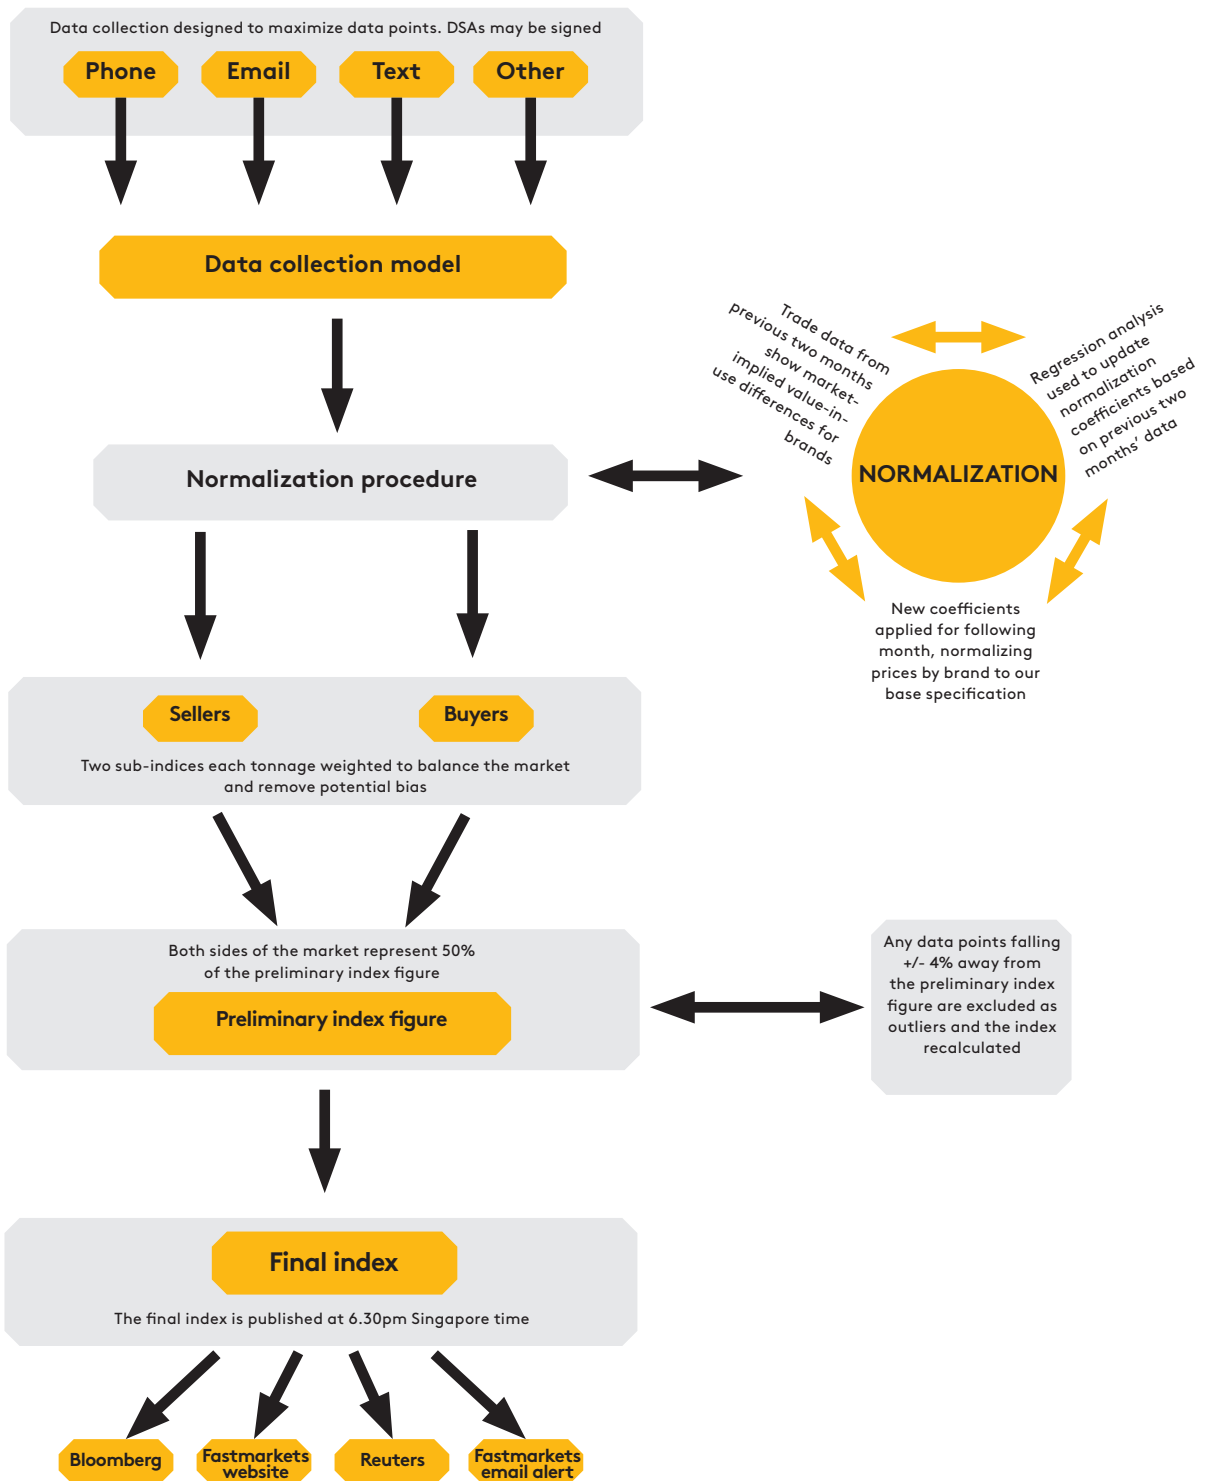 Data collection designed to maximize data points. DSAs may be signed
Phone
Email
Text
Other
Data collection model
Normalization procedure
Trade data from
previous two months
show market-
implied value-in-
use differences for
brands
Regression analysis
used to update
normalization
coefficients based
on previous two
months' data
NORMALIZATION
New coefficients
applied for following
month, normalizing
prices by brand to our
base specification
Sellers
Buyers
Two sub-indices each tonnage weighted to balance the market
and remove potential bias
Both sides of the market represent 50%
of the preliminary index figure
Preliminary index figure
Any data points falling
+/- 4% away from
the preliminary index
figure are excluded as
outliers and the index
recalculated
Final index
The final index is published at 6.30pm Singapore time
Bloomberg
Fastmarkets
website
Reuters
Fastmarkets
email alert